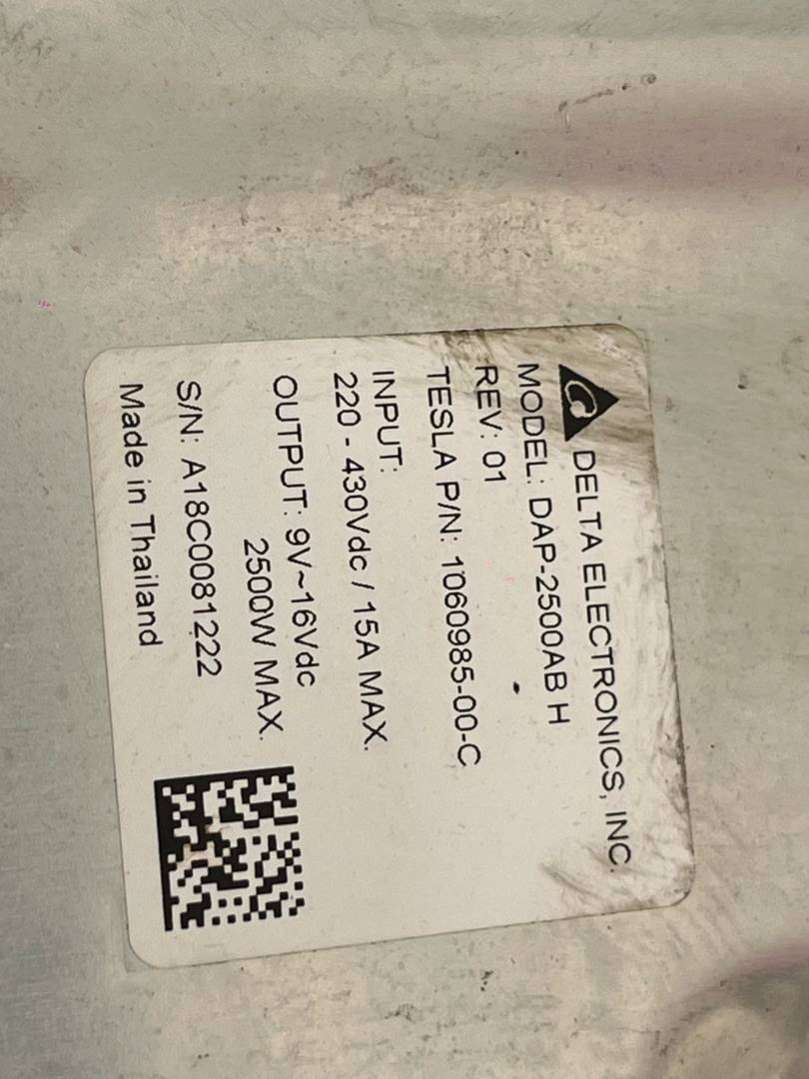 DELTA ELECTRONICS, INC.
MODEL: DAP-2500AB H
REV: 01
TESLA P/N: 1060985-00-C
INPUT:
220 - 430Vdc / 15A MAX.
OUTPUT: 9V~16Vdc
2500W MAX.
S/N: A18C0081222
Made in Thailand